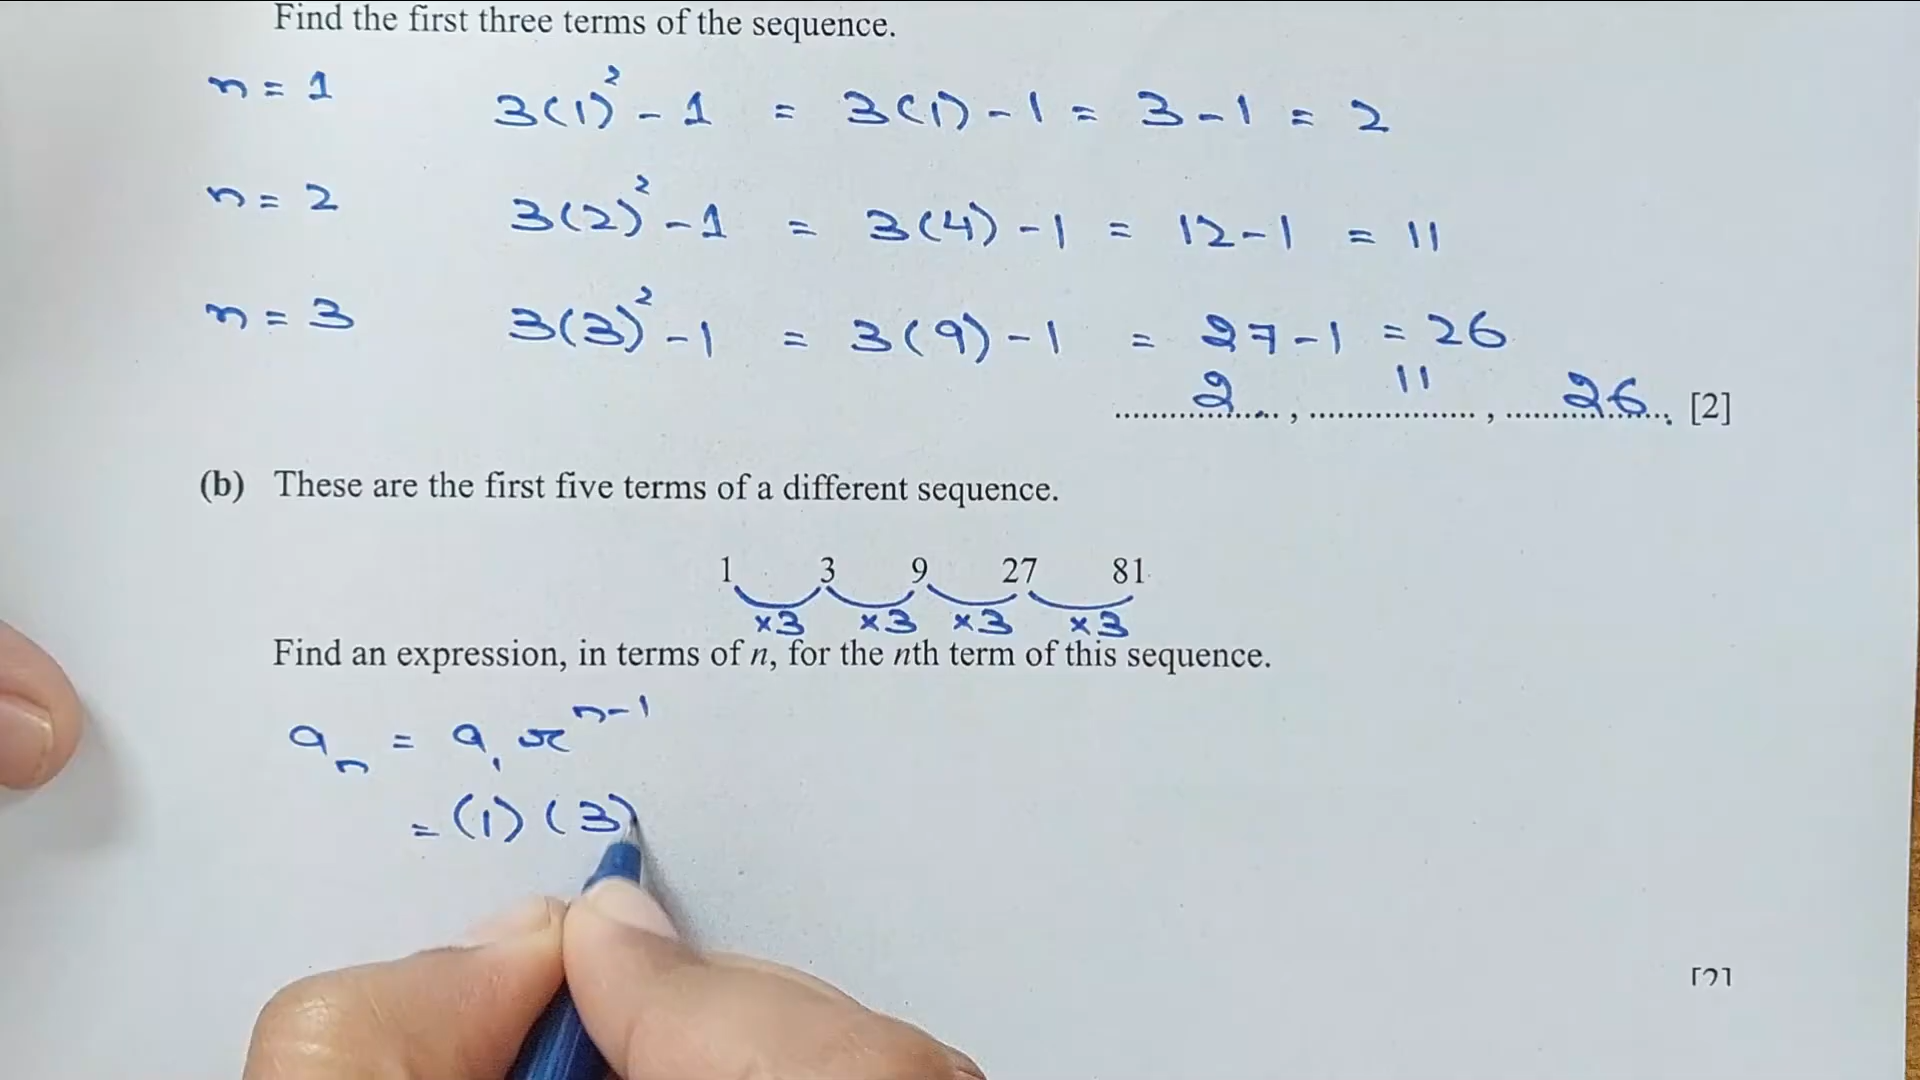 Find the first three terms of the sequence.
n = 1 3(1)² - 1 = 3(1) - 1 = 3 - 1 = 2
n = 2 3(2)² - 1 = 3(4) - 1 = 12 - 1 = 11
n = 3 3(3)² - 1 = 3(9) - 1 = 27 - 1 = 26
2 , 11 , 26 [2]
(b) These are the first five terms of a different sequence.
1 3 9 27 81
×3 ×3 ×3 ×3
Find an expression, in terms of n, for the nth term of this sequence.
aₙ = a₁ r^(n-1)
= (1) (3)